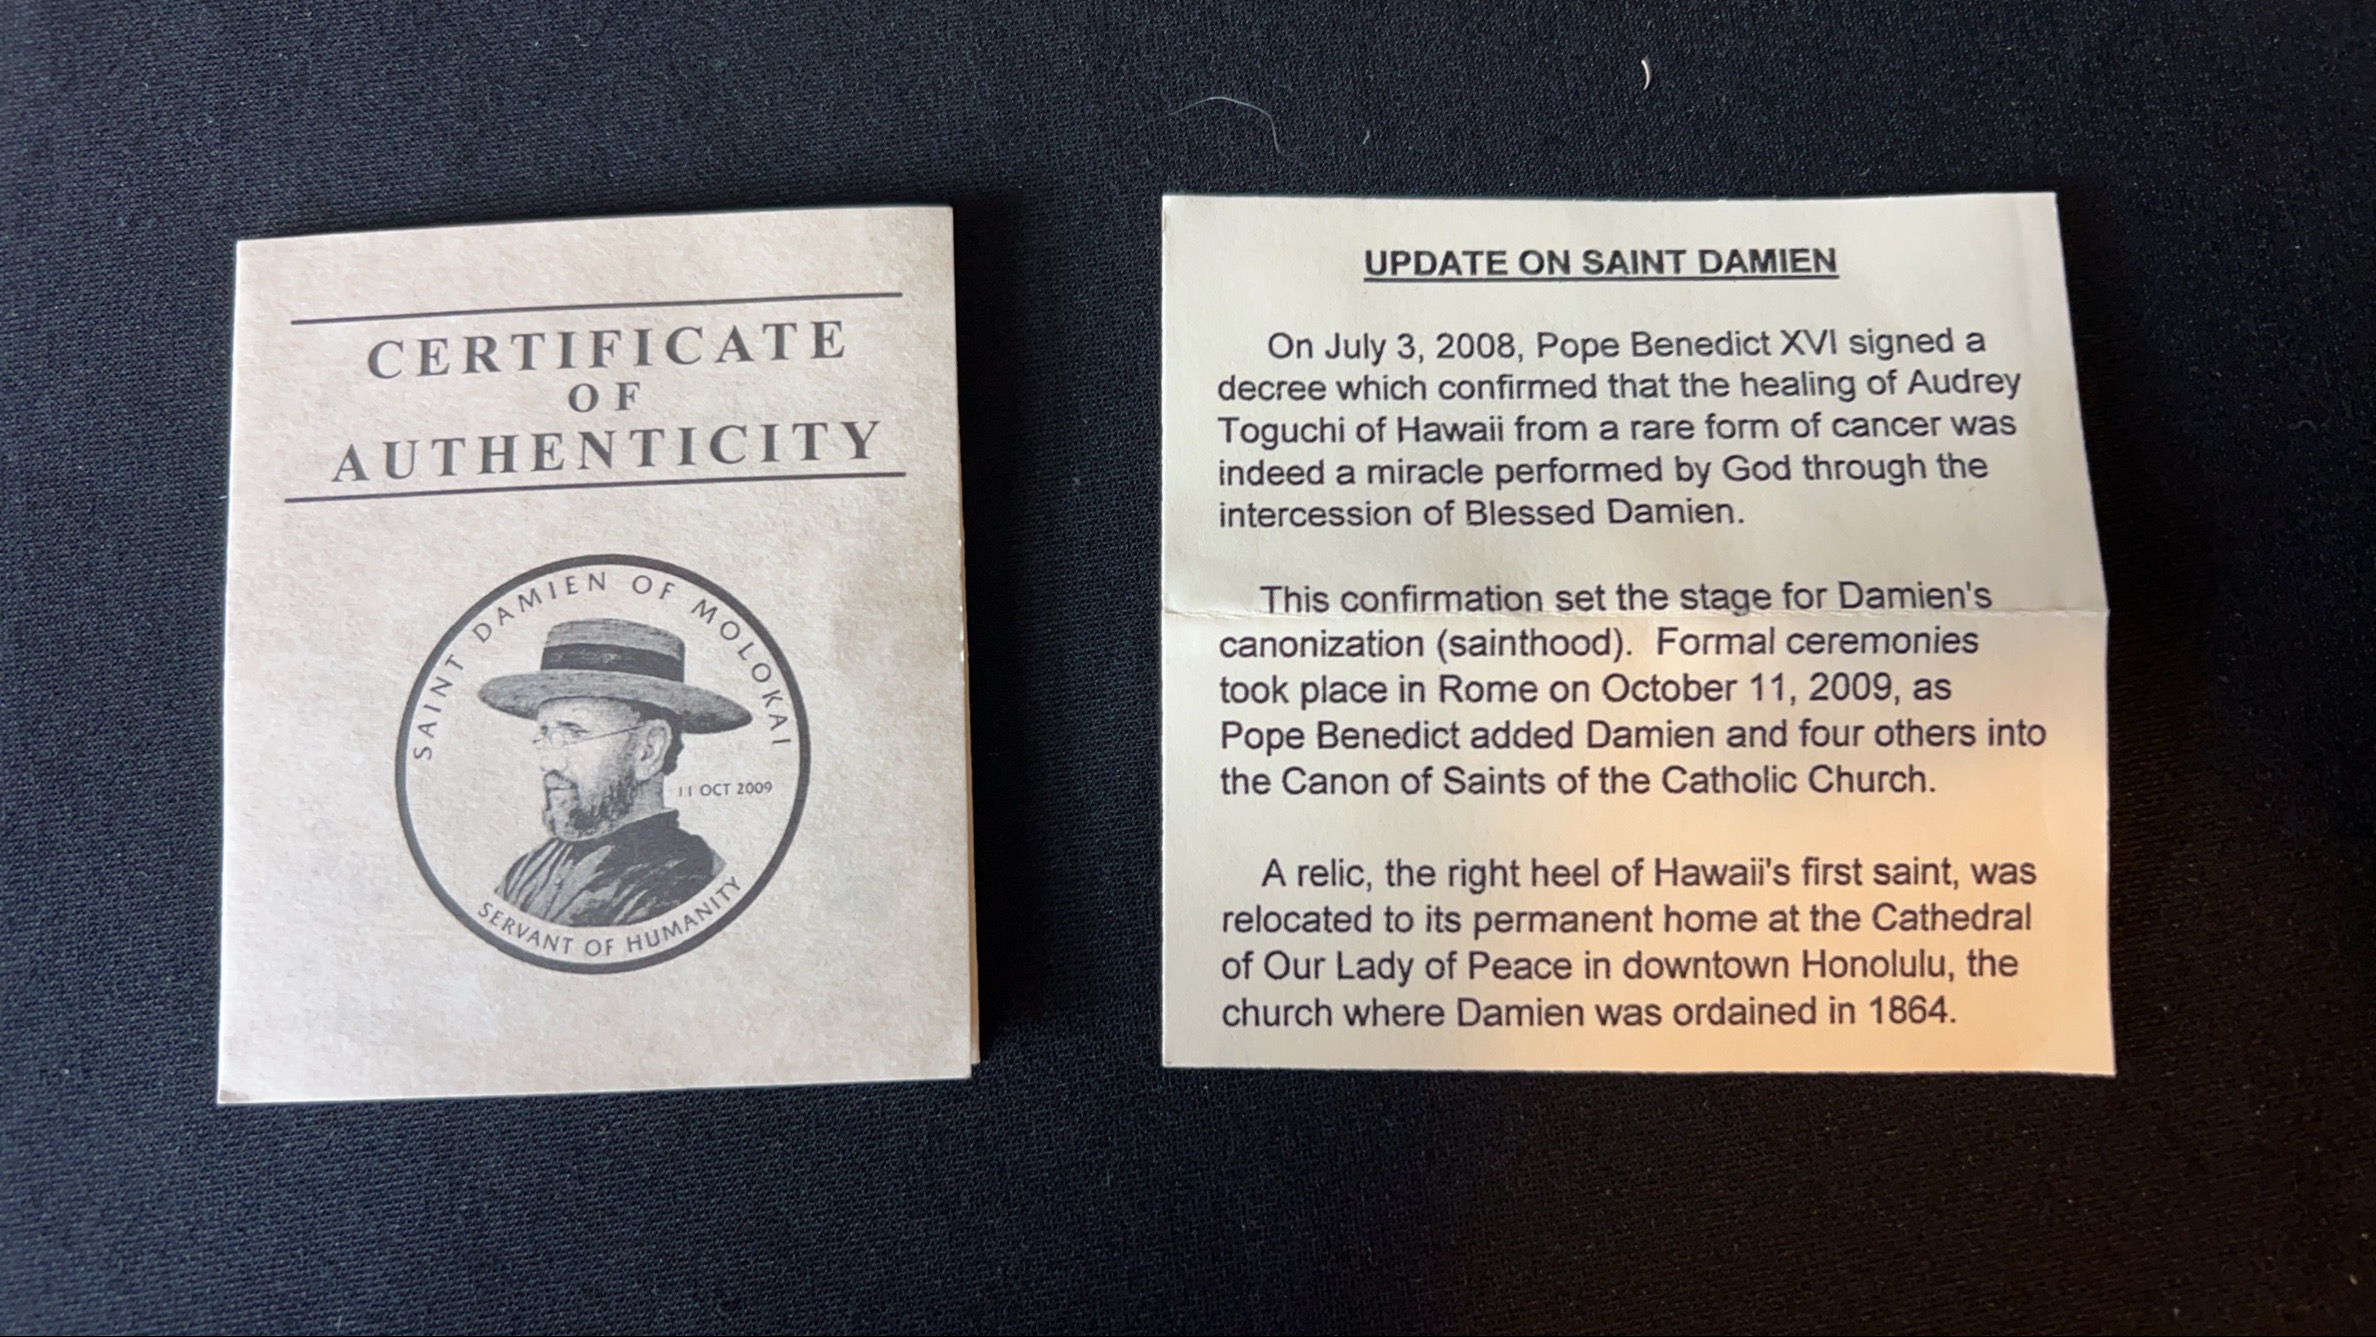 CERTIFICATE
OF
AUTHENTICITY
SAINT DAMIEN OF MOLOKAI
11 OCT 2009
SERVANT OF HUMANITY
UPDATE ON SAINT DAMIEN
On July 3, 2008, Pope Benedict XVI signed a
decree which confirmed that the healing of Audrey
Toguchi of Hawaii from a rare form of cancer was
indeed a miracle performed by God through the
intercession of Blessed Damien.
This confirmation set the stage for Damien's
canonization (sainthood). Formal ceremonies
took place in Rome on October 11, 2009, as
Pope Benedict added Damien and four others into
the Canon of Saints of the Catholic Church.
A relic, the right heel of Hawaii's first saint, was
relocated to its permanent home at the Cathedral
of Our Lady of Peace in downtown Honolulu, the
church where Damien was ordained in 1864.